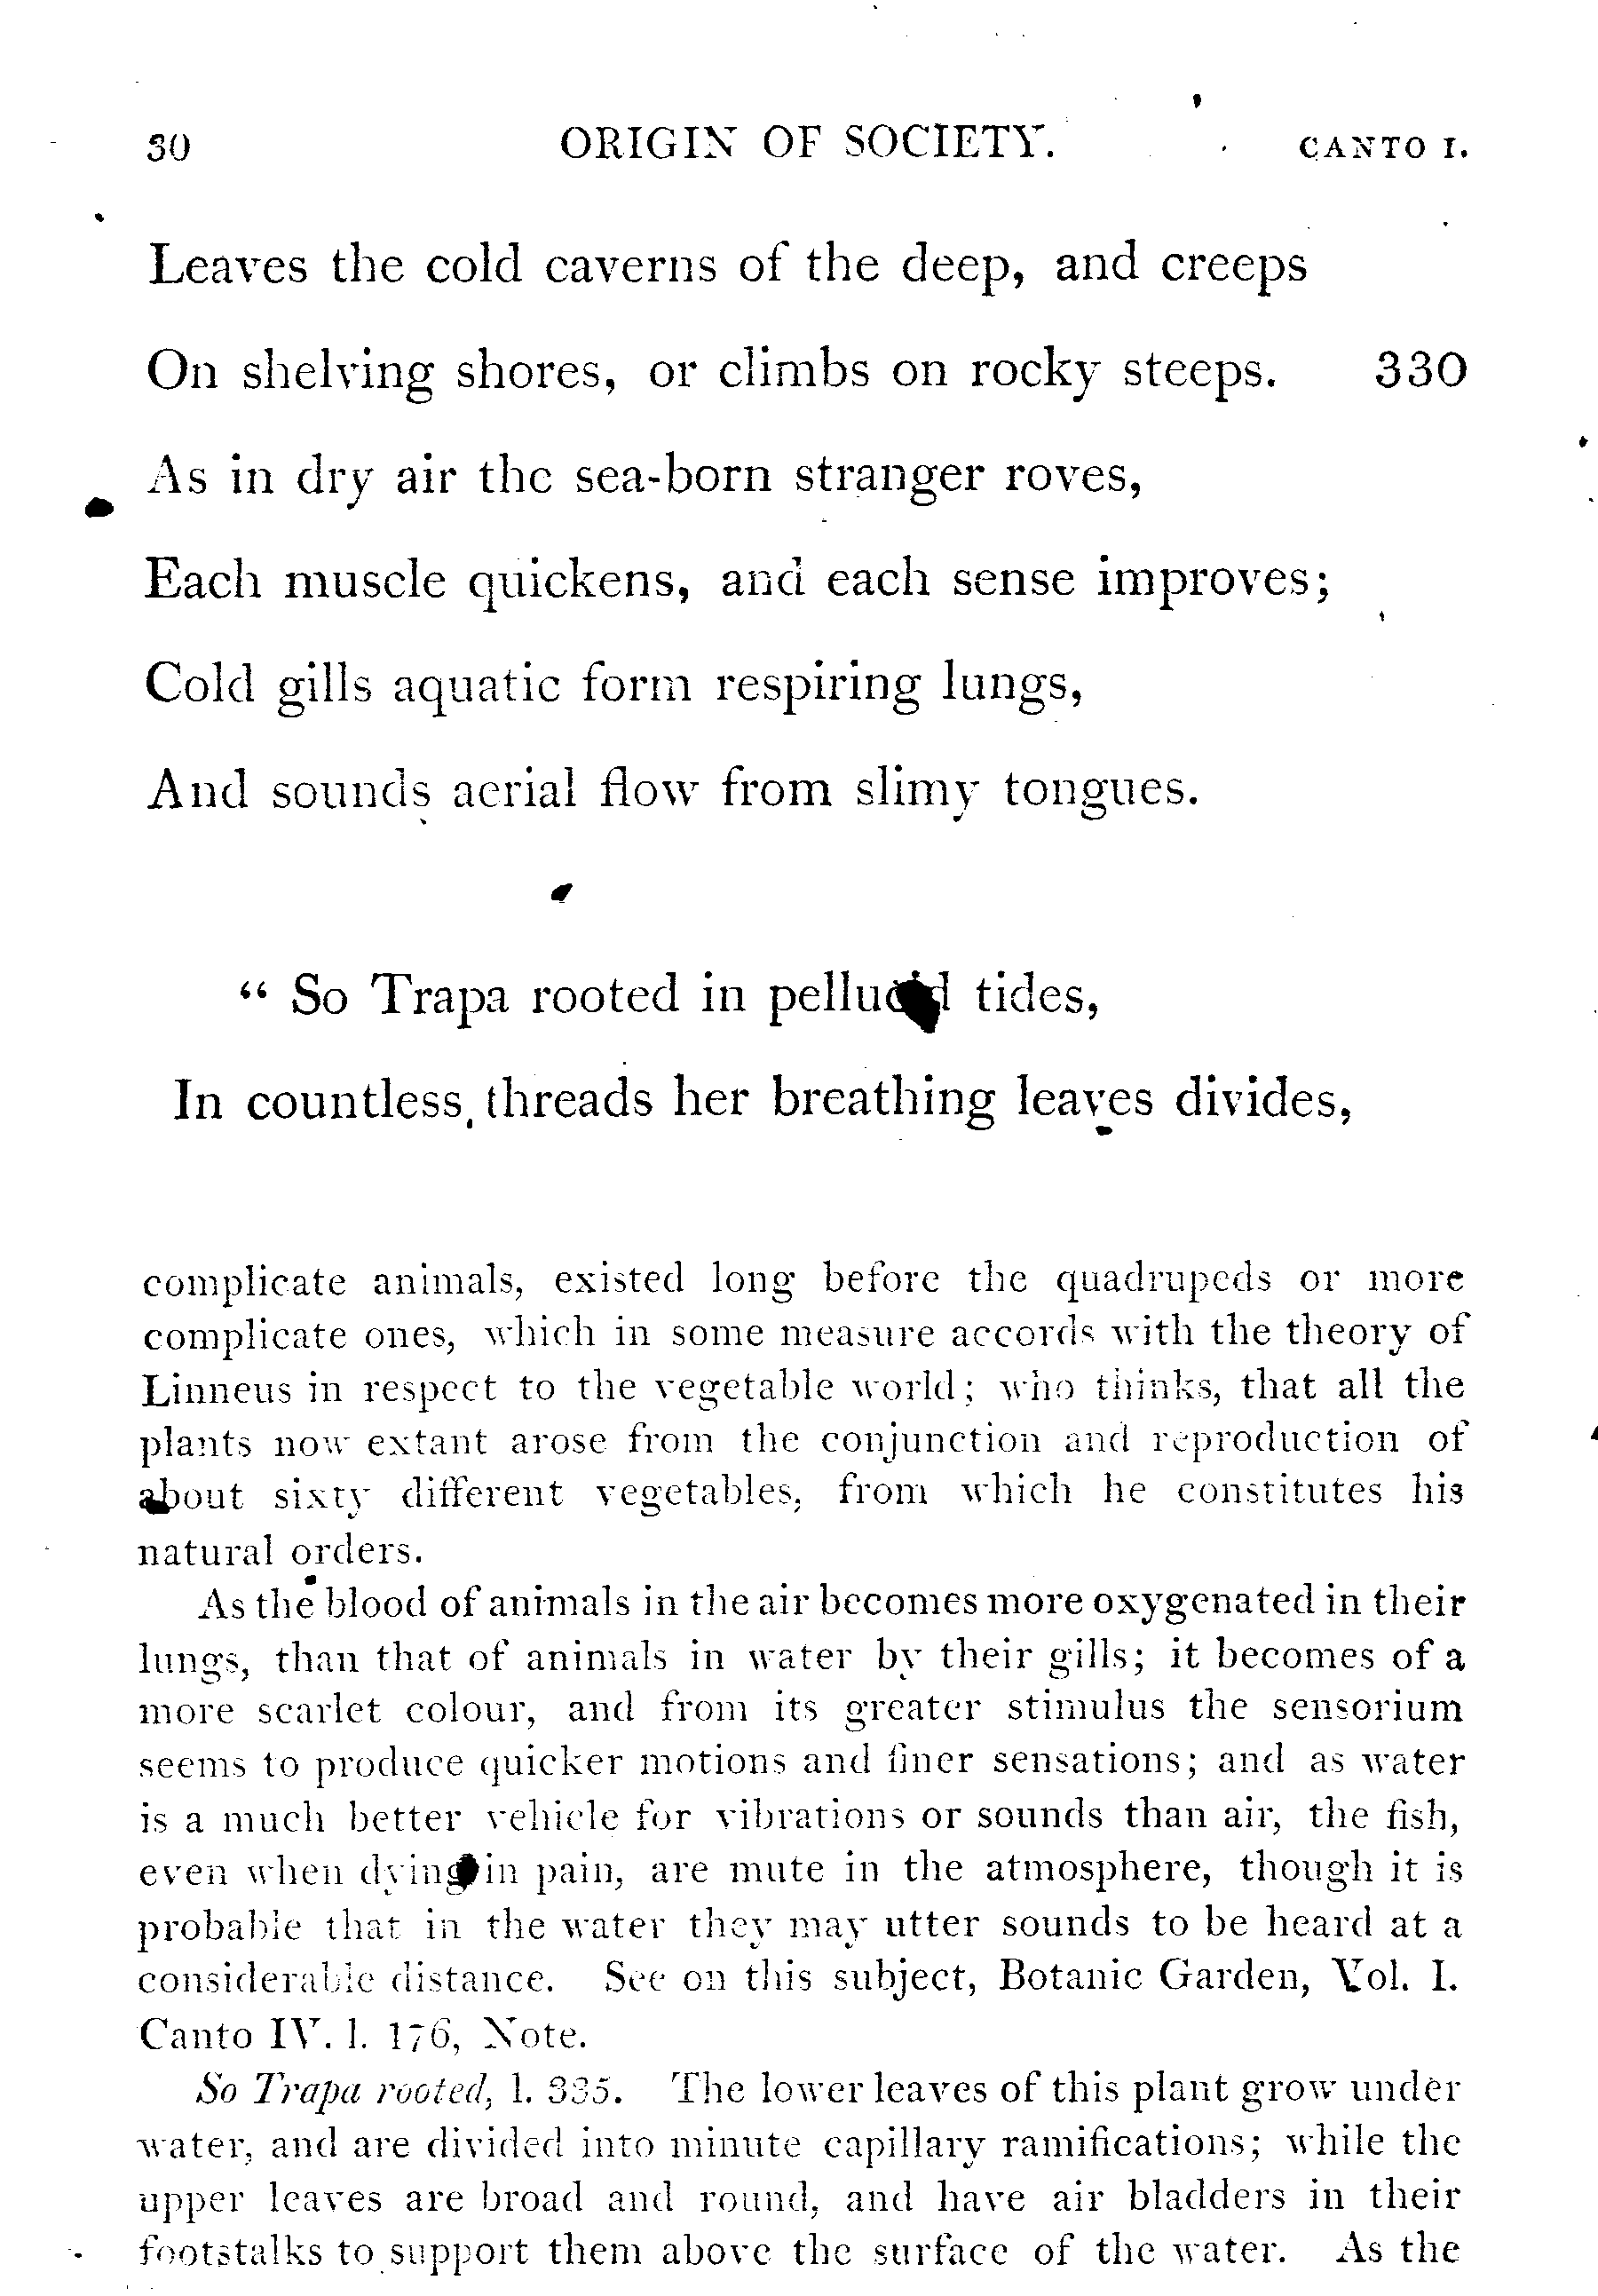 30 ORIGIN OF SOCIETY. CANTO I.
Leaves the cold caverns of the deep, and creeps
On shelving shores, or climbs on rocky steeps. 330
As in dry air the sea-born stranger roves,
Each muscle quickens, and each sense improves;
Cold gills aquatic form respiring lungs,
And sounds aerial flow from slimy tongues.
“ So Trapa rooted in pellucid tides,
In countless threads her breathing leaves divides,
complicate animals, existed long before the quadrupeds or more
complicate ones, which in some measure accords with the theory of
Linneus in respect to the vegetable world; who thinks, that all the
plants now extant arose from the conjunction and reproduction of
about sixty different vegetables, from which he constitutes his
natural orders.
As the blood of animals in the air becomes more oxygenated in their
lungs, than that of animals in water by their gills; it becomes of a
more scarlet colour, and from its greater stimulus the sensorium
seems to produce quicker motions and finer sensations; and as water
is a much better vehicle for vibrations or sounds than air, the fish,
even when dying in pain, are mute in the atmosphere, though it is
probable that in the water they may utter sounds to be heard at a
considerable distance. See on this subject, Botanic Garden, Vol. I.
Canto IV. l. 176, Note.
So Trapa rooted, l. 335. The lower leaves of this plant grow under
water, and are divided into minute capillary ramifications; while the
upper leaves are broad and round, and have air bladders in their
footstalks to support them above the surface of the water. As the